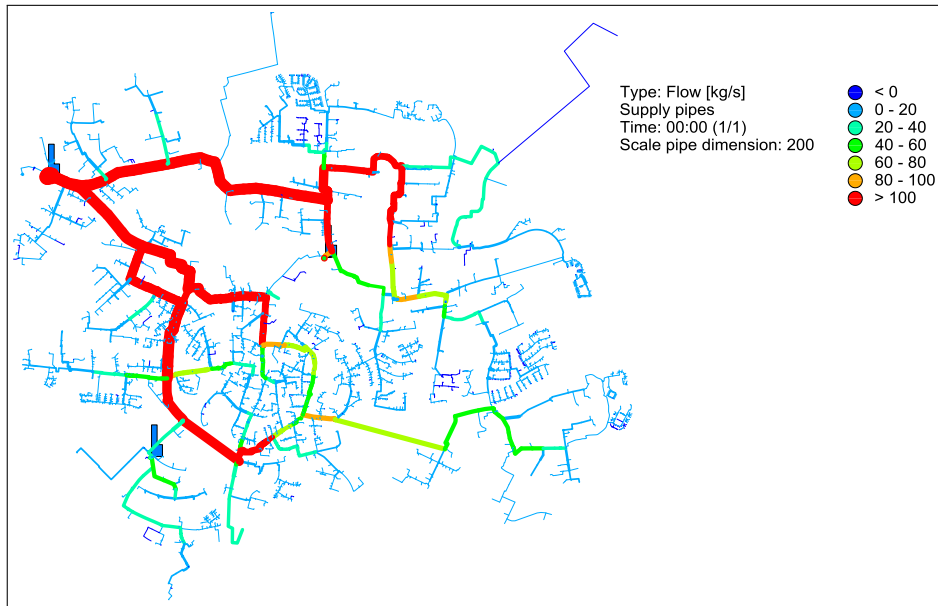 Type: Flow [kg/s]
Supply pipes
Time: 00:00 (1/1)
Scale pipe dimension: 200
< 0
0 - 20
20 - 40
40 - 60
60 - 80
80 - 100
> 100